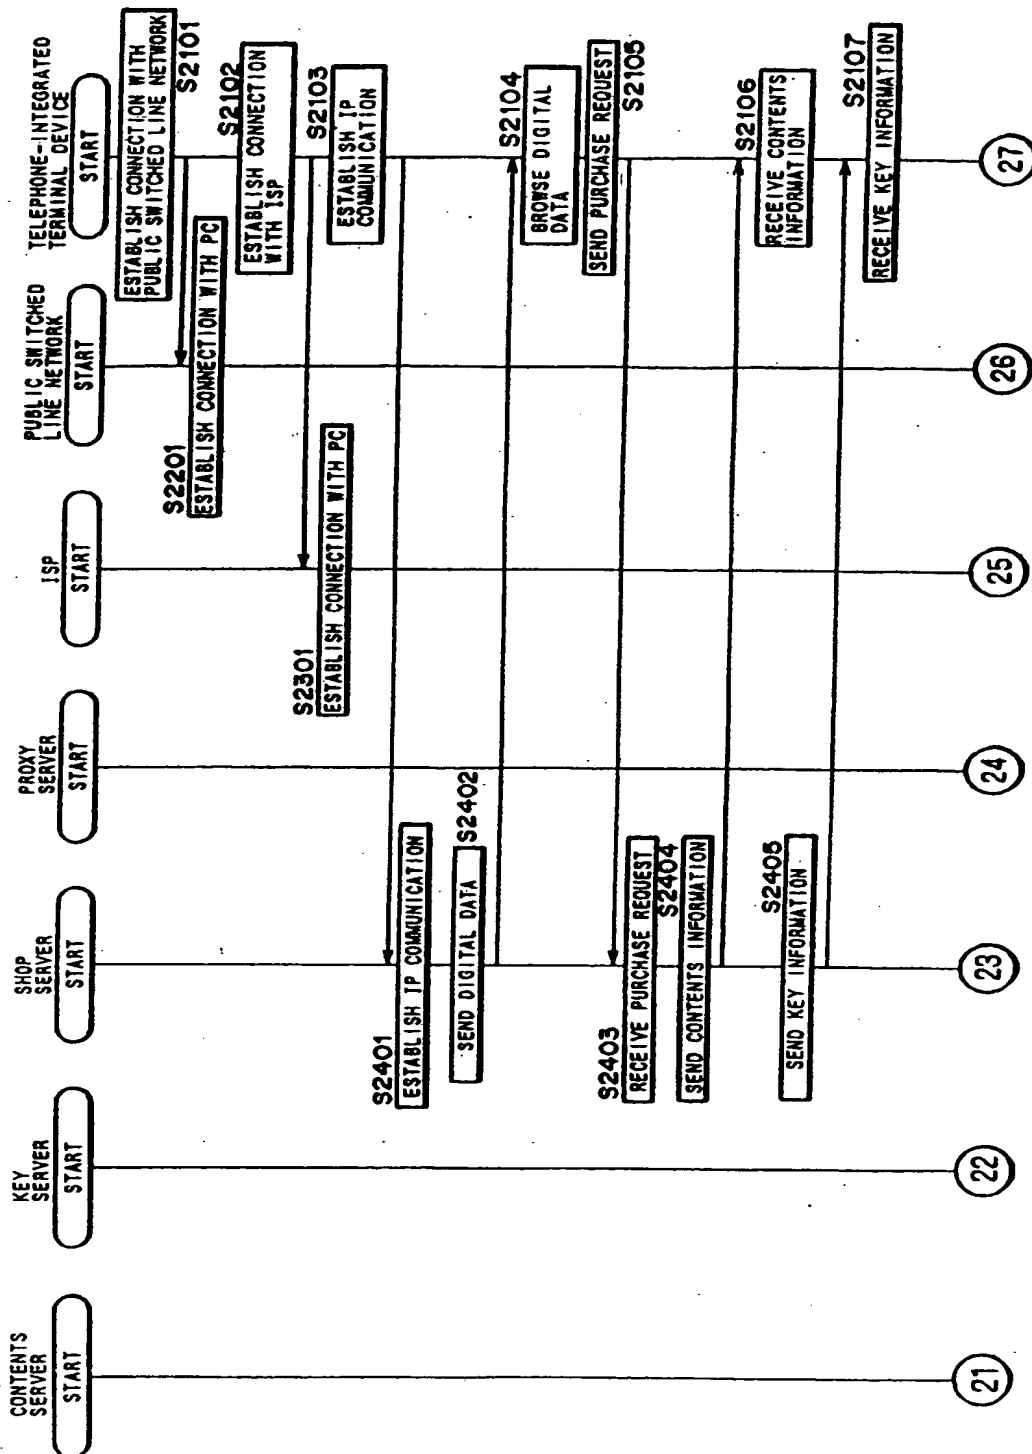 CONTENTS
SERVER
START
KEY
SERVER
START
SHOP
SERVER
START
PROXY
SERVER
START
ISP
START
PUBLIC SWITCHED
LINE NETWORK
START
TELEPHONE-INTEGRATED
TERMINAL DEVICE
START
ESTABLISH CONNECTION WITH
PUBLIC SWITCHED LINE NETWORK
S2101
S2201
ESTABLISH CONNECTION WITH PC
S2102
ESTABLISH CONNECTION
WITH ISP
S2301
ESTABLISH CONNECTION WITH PC
S2103
ESTABLISH IP
COMMUNICATION
S2401
ESTABLISH IP COMMUNICATION
S2402
SEND DIGITAL DATA
S2104
BROWSE DIGITAL
DATA
SEND PURCHASE REQUEST
S2105
S2403
RECEIVE PURCHASE REQUEST
S2404
SEND CONTENTS INFORMATION
S2106
RECEIVE CONTENTS
INFORMATION
S2405
SEND KEY INFORMATION
S2107
RECEIVE KEY INFORMATION
21
22
23
24
25
26
27